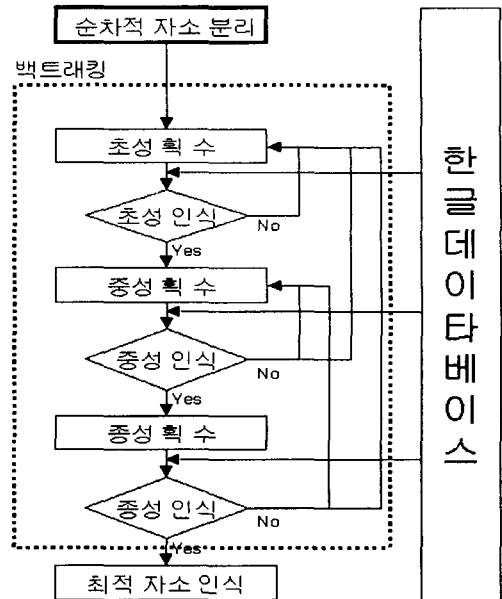 순차적 자소 분리
백트래킹
초성 획 수
초성 인식
No
Yes
중성 획 수
중성 인식
No
Yes
종성 획 수
종성 인식
No
Yes
최적 자소 인식
한글데이타베이스